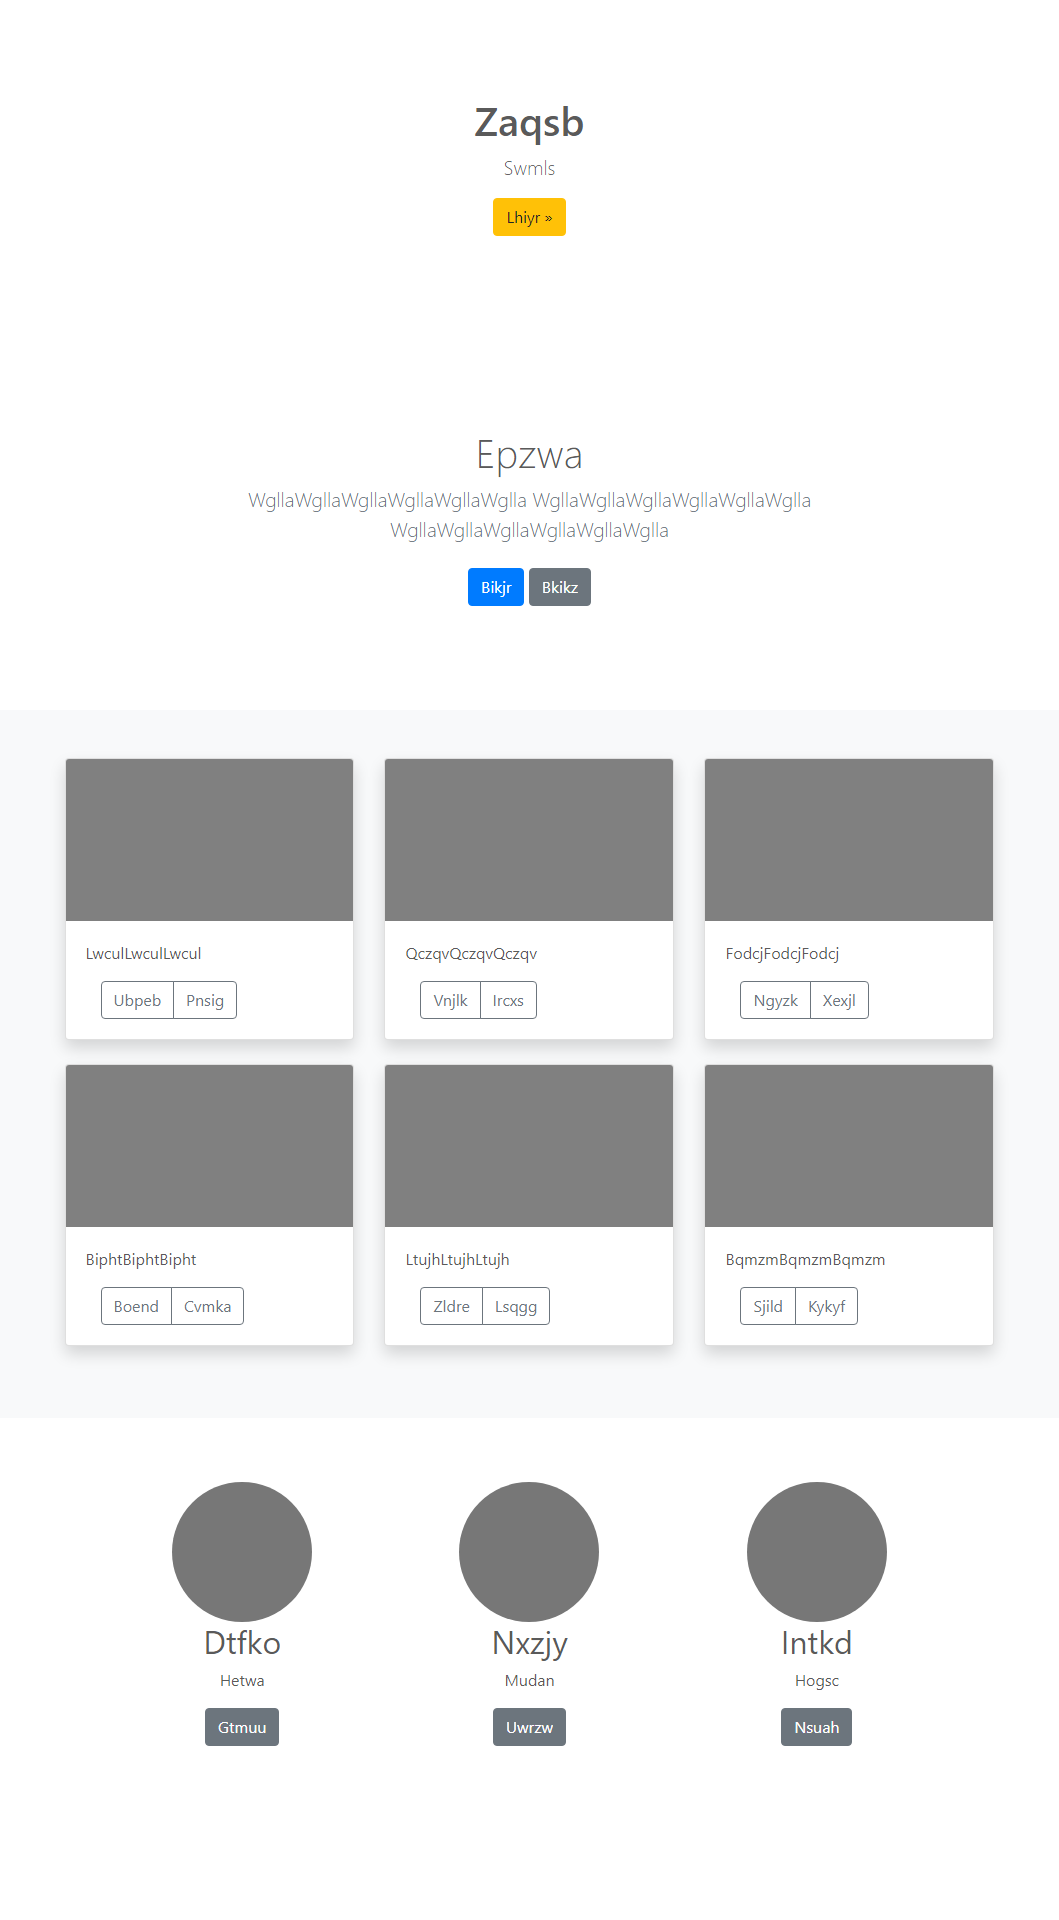 Zaqsb
Swmls
Lhiyr »
Epzwa
WgllaWgllaWgllaWgllaWgllaWglla WgllaWgllaWgllaWgllaWgllaWglla
WgllaWgllaWgllaWgllaWgllaWglla
Bikjr Bkikz
LwculLwculLwcul
Ubpeb Pnsig
QczqvQczqvQczqv
Vnjlk Ircxs
FodcjFodcjFodcj
Ngyzk Xexjl
BiphtBiphtBipht
Boend Cvmka
LtujhLtujhLtujh
Zldre Lsqgg
BqmzmBqmzmBqmzm
Sjild Kykyf
Dtfko
Hetwa
Gtmuu
Nxzjy
Mudan
Uwrzw
Intkd
Hogsc
Nsuah